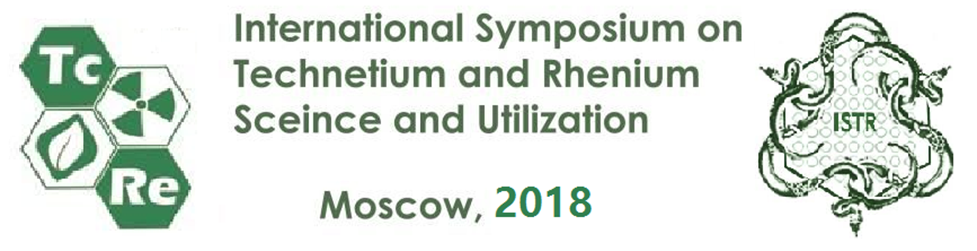 Tc
Re
International Symposium on
Technetium and Rhenium
Sceince and Utilization
Moscow, 2018
ISTR